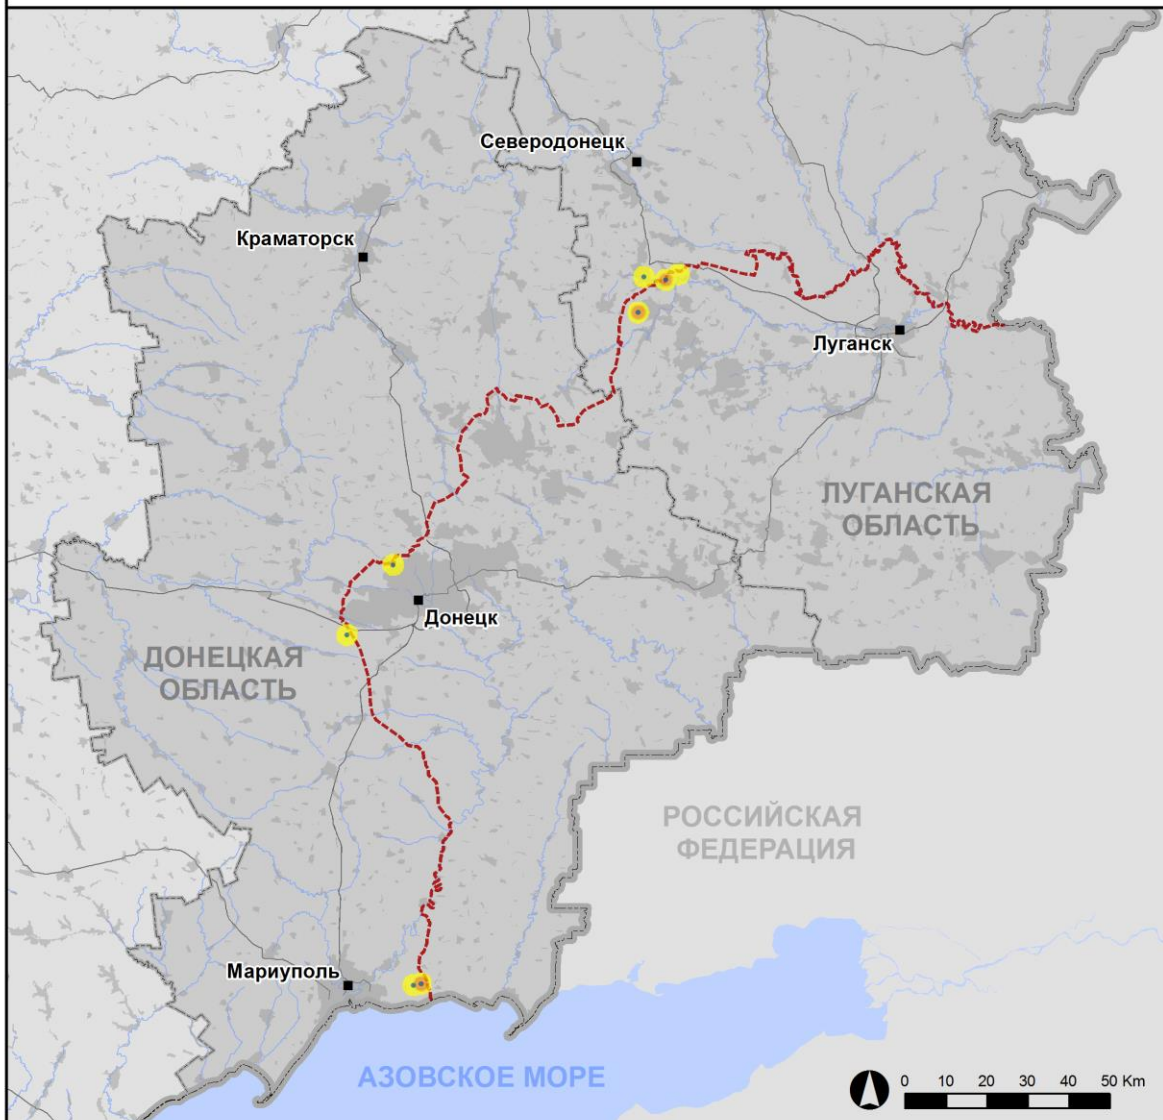 Северодонецк
Краматорск
Луганск
ЛУГАНСКАЯ
ОБЛАСТЬ
Донецк
ДОНЕЦКАЯ
ОБЛАСТЬ
РОССИЙСКАЯ
ФЕДЕРАЦИЯ
Мариуполь
АЗОВСКОЕ МОРЕ
0 10 20 30 40 50 Km